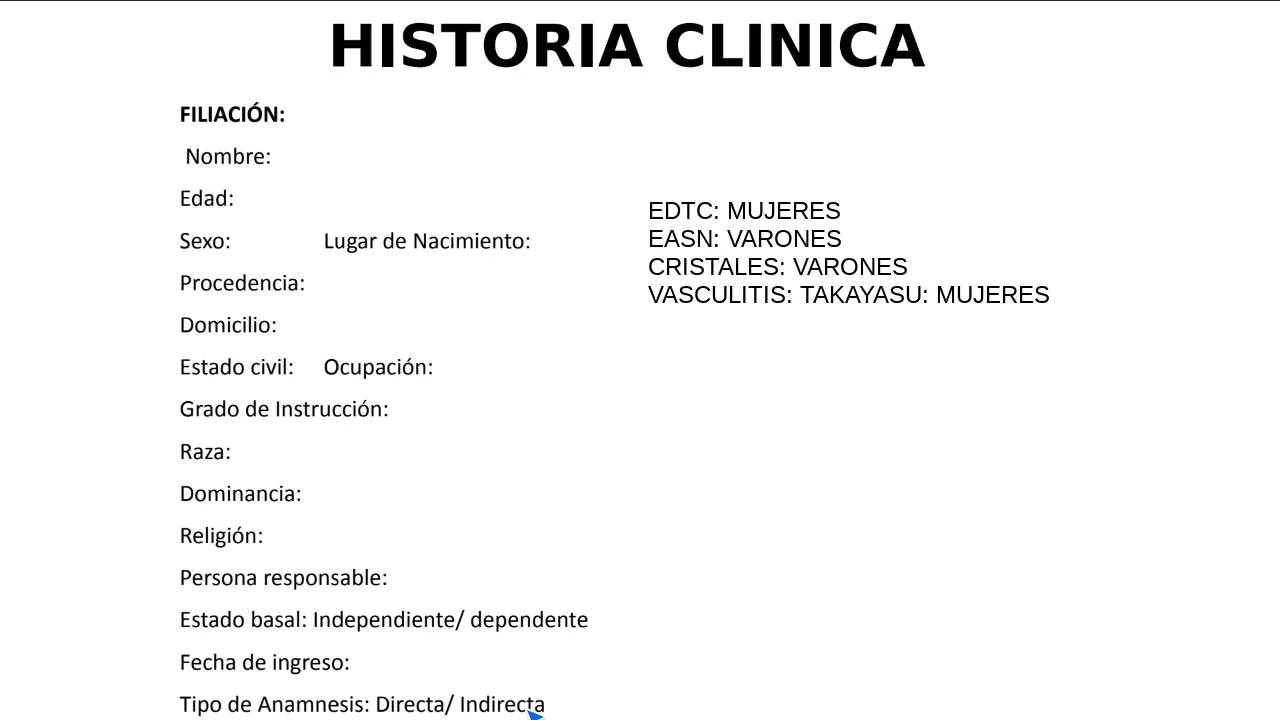 HISTORIA CLINICA
FILIACIÓN:
Nombre:
Edad:
Sexo: Lugar de Nacimiento:
Procedencia:
Domicilio:
Estado civil: Ocupación:
Grado de Instrucción:
Raza:
Dominancia:
Religión:
Persona responsable:
Estado basal: Independiente/ dependente
Fecha de ingreso:
Tipo de Anamnesis: Directa/ Indirecta
EDTC: MUJERES
EASN: VARONES
CRISTALES: VARONES
VASCULITIS: TAKAYASU: MUJERES